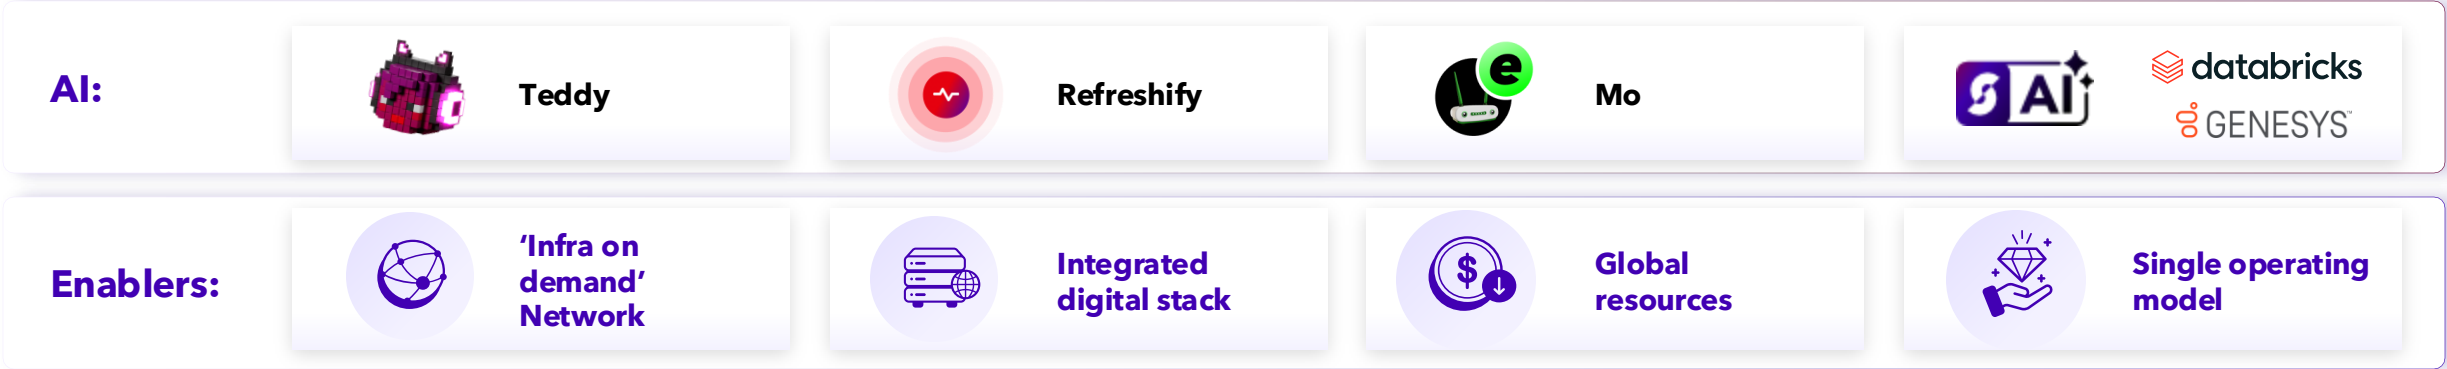 AI:
Teddy
Refreshify
e
Mo
S AI
databricks
GENESYS™
Enablers:
‘Infra on
demand’
Network
Integrated
digital stack
$
Global
resources
Single operating
model